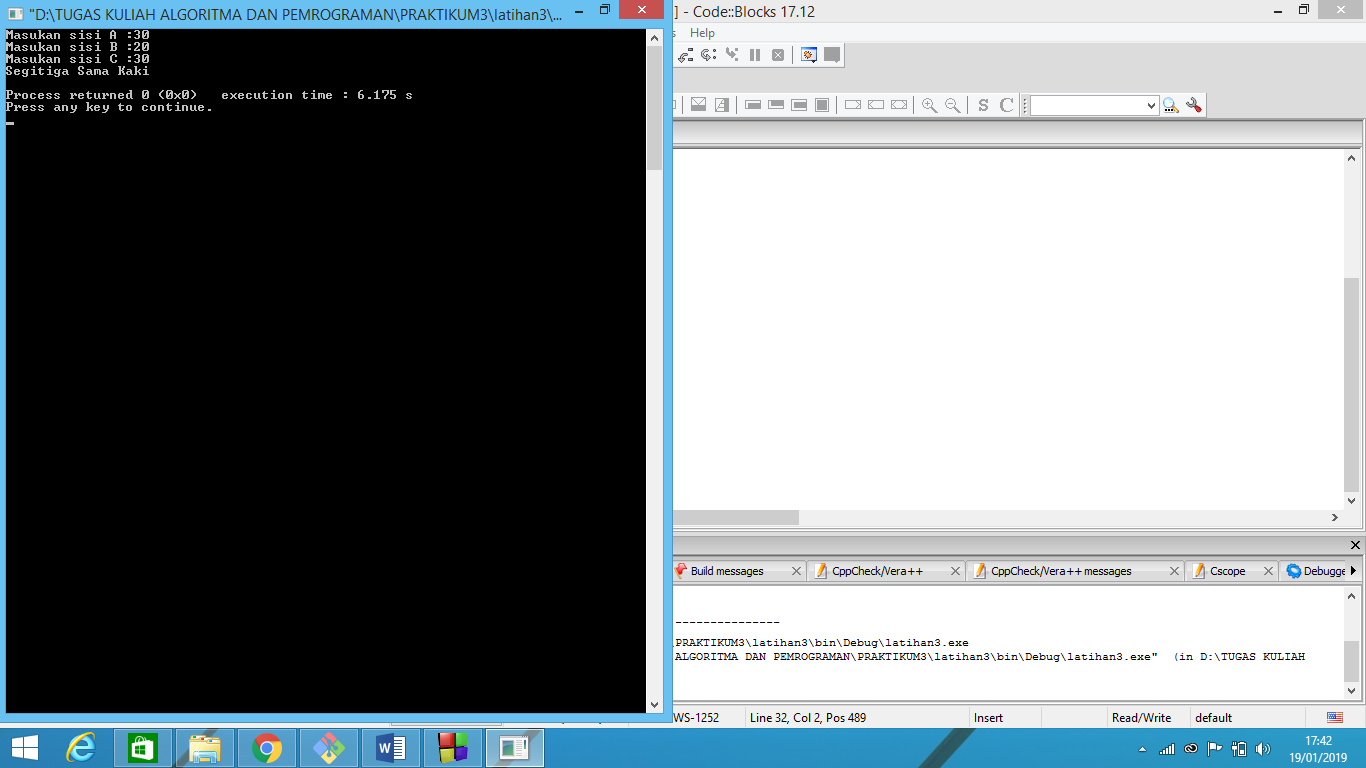 "D:\TUGAS KULIAH ALGORITMA DAN PEMROGRAMAN\PRAKTIKUM3\latihan3\...
] - Code::Blocks 17.12
Help
Masukan sisi A :30
Masukan sisi B :20
Masukan sisi C :30
Segitiga Sama Kaki
Process returned 0 (0x0)   execution time : 6.175 s
Press any key to continue.
S C
Build messages
CppCheck/Vera++
CppCheck/Vera++ messages
Cscope
Debugge
--------------
\PRAKTIKUM3\latihan3\bin\Debug\latihan3.exe
ALGORITMA DAN PEMROGRAMAN\PRAKTIKUM3\latihan3\bin\Debug\latihan3.exe"  (in D:\TUGAS KULIAH
WS-1252
Line 32, Col 2, Pos 489
Insert
Read/Write
default
17:42
19/01/2019